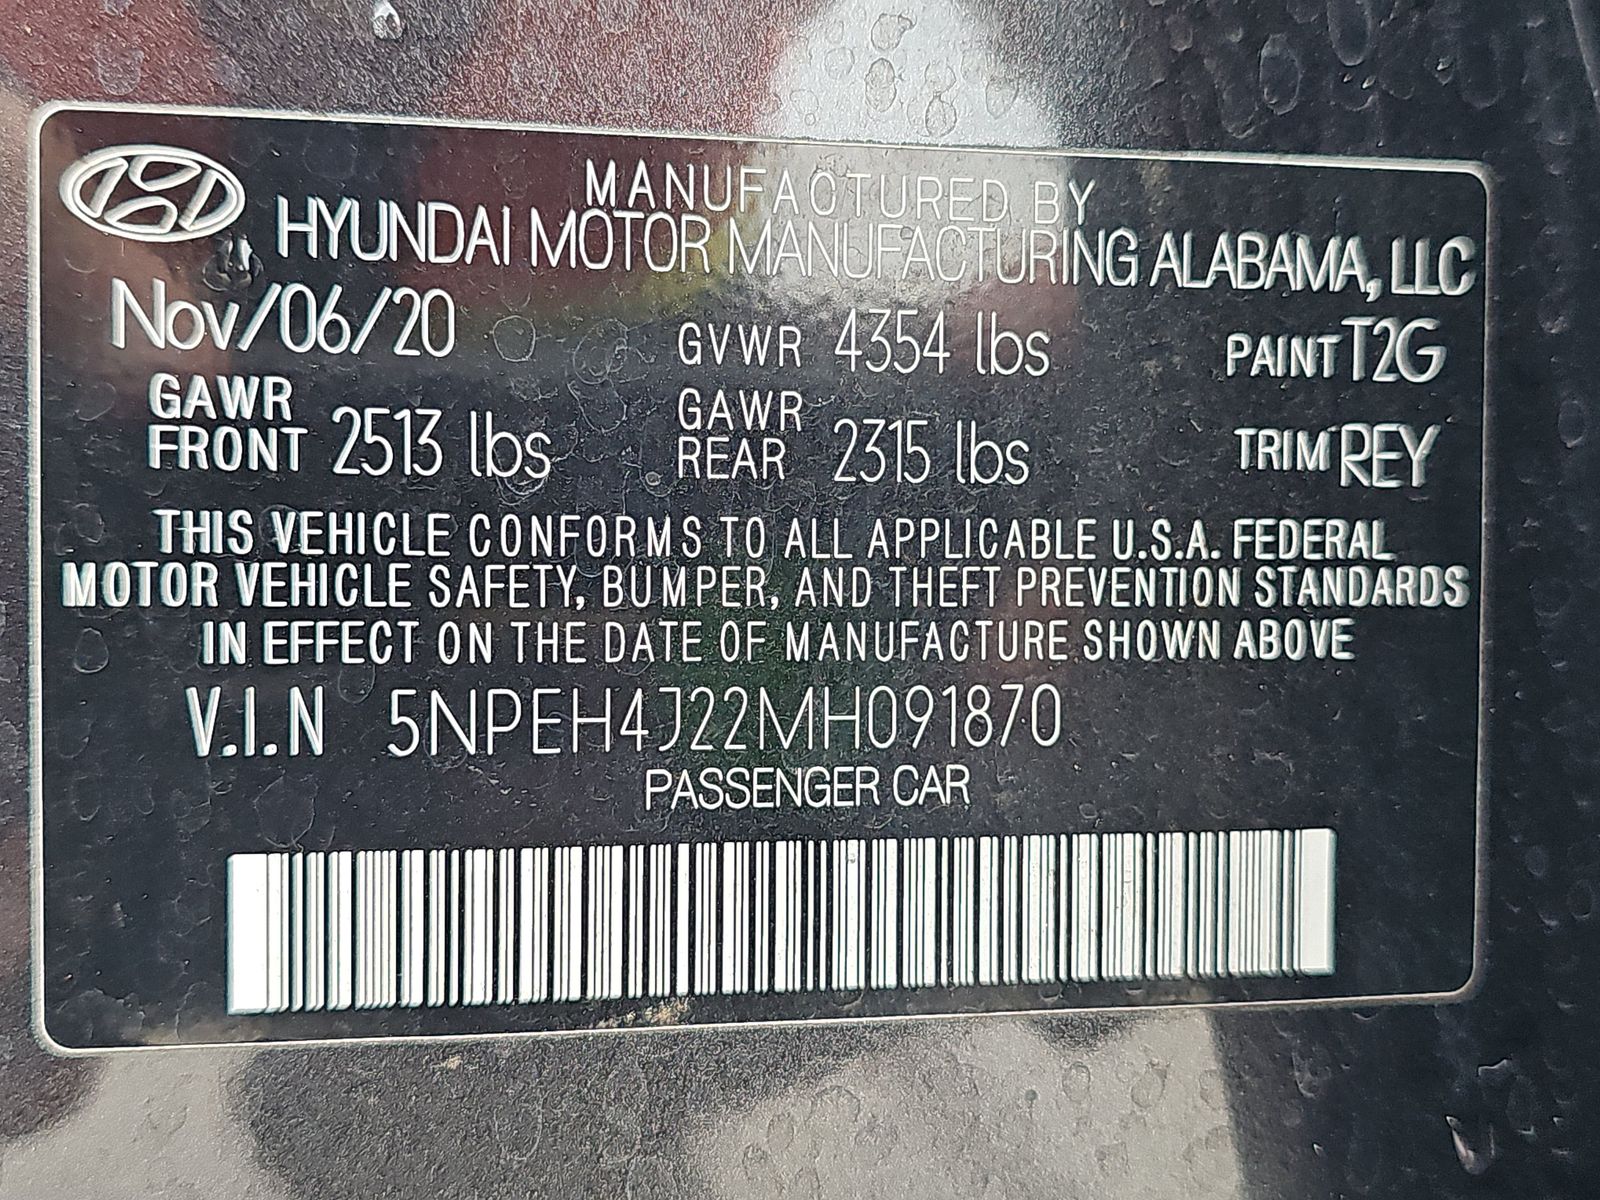 MANUFACTURED BY
HYUNDAI MOTOR MANUFACTURING ALABAMA, LLC
Nov/06/20 GVWR 4354 lbs PAINT T2G
GAWR FRONT 2513 lbs GAWR REAR 2315 lbs TRIM REY
THIS VEHICLE CONFORMS TO ALL APPLICABLE U.S.A. FEDERAL
MOTOR VEHICLE SAFETY, BUMPER, AND THEFT PREVENTION STANDARDS
IN EFFECT ON THE DATE OF MANUFACTURE SHOWN ABOVE
V.I.N 5NPEH4J22MH091870
PASSENGER CAR